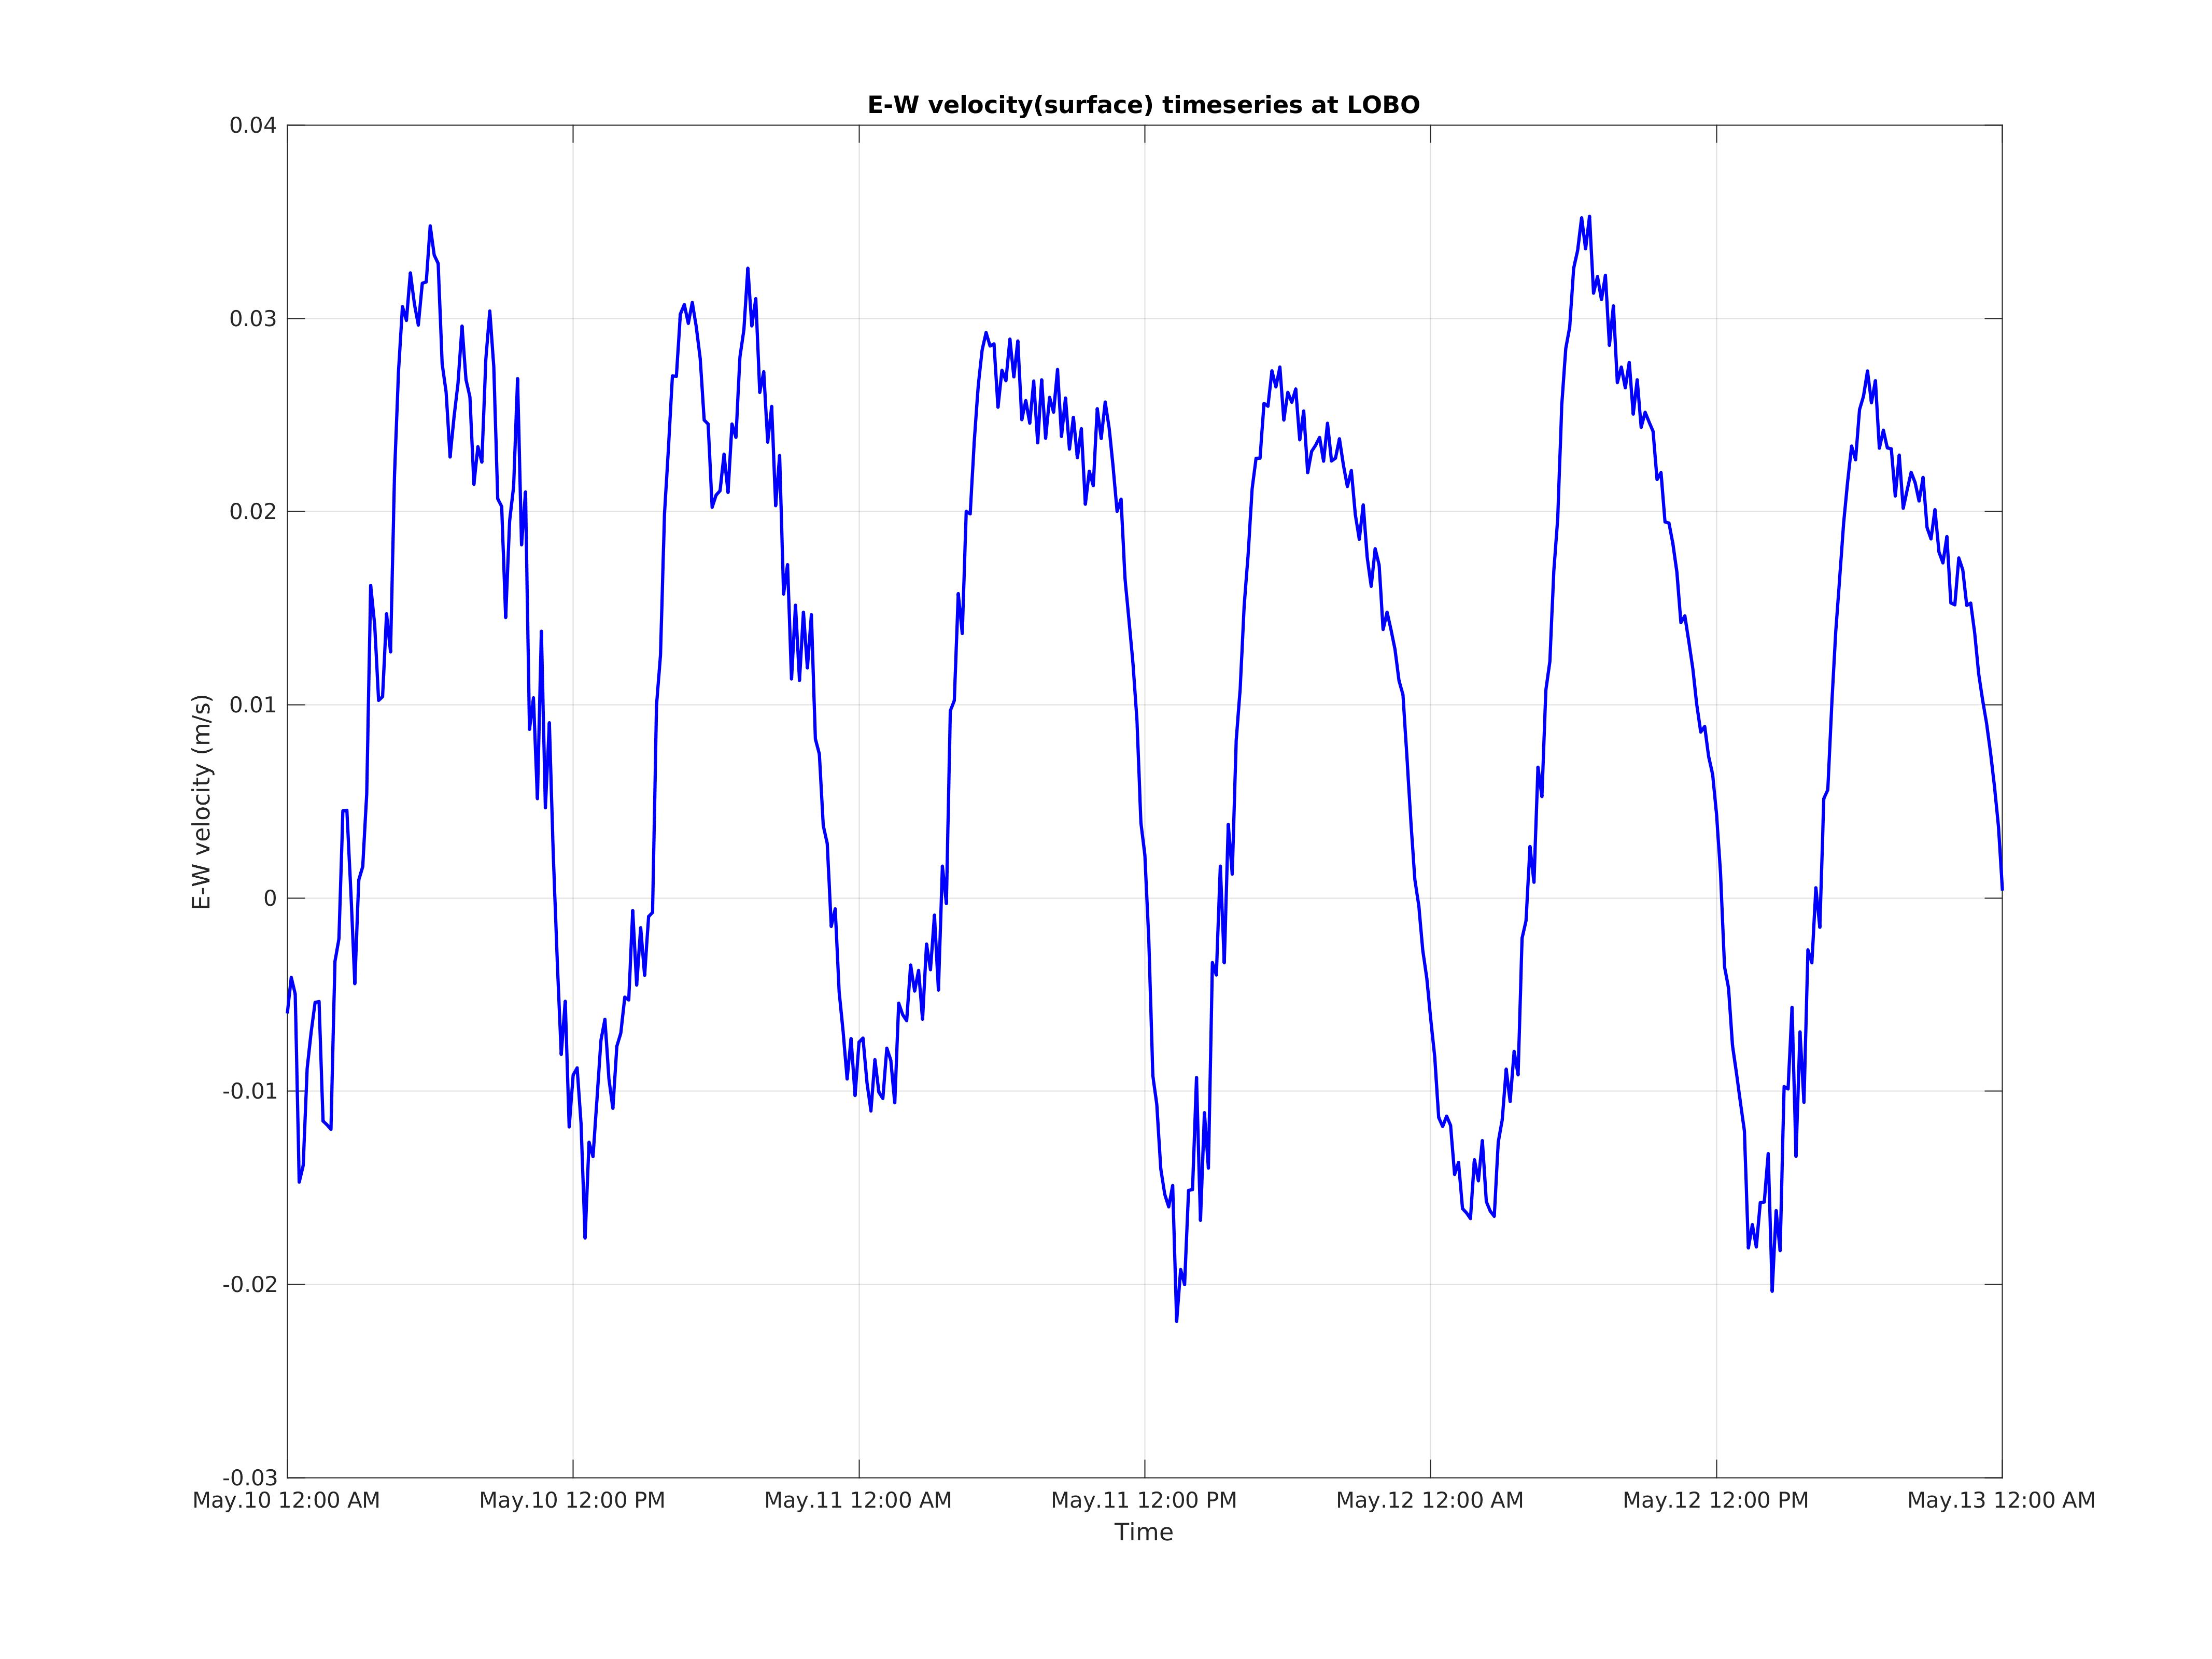 E-W velocity(surface) timeseries at LOBO
0.04
0.03
0.02
0.01
0
-0.01
-0.02
-0.03
E-W velocity (m/s)
May.10 12:00 AM
May.10 12:00 PM
May.11 12:00 AM
May.11 12:00 PM
May.12 12:00 AM
May.12 12:00 PM
May.13 12:00 AM
Time